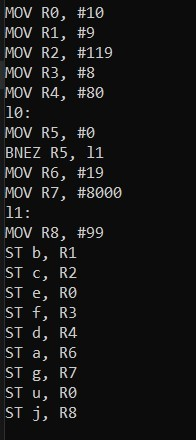 MOV R0, #10
MOV R1, #9
MOV R2, #119
MOV R3, #8
MOV R4, #80
l0:
MOV R5, #0
BNEZ R5, l1
MOV R6, #19
MOV R7, #8000
l1:
MOV R8, #99
ST b, R1
ST c, R2
ST e, R0
ST f, R3
ST d, R4
ST a, R6
ST g, R7
ST u, R0
ST j, R8